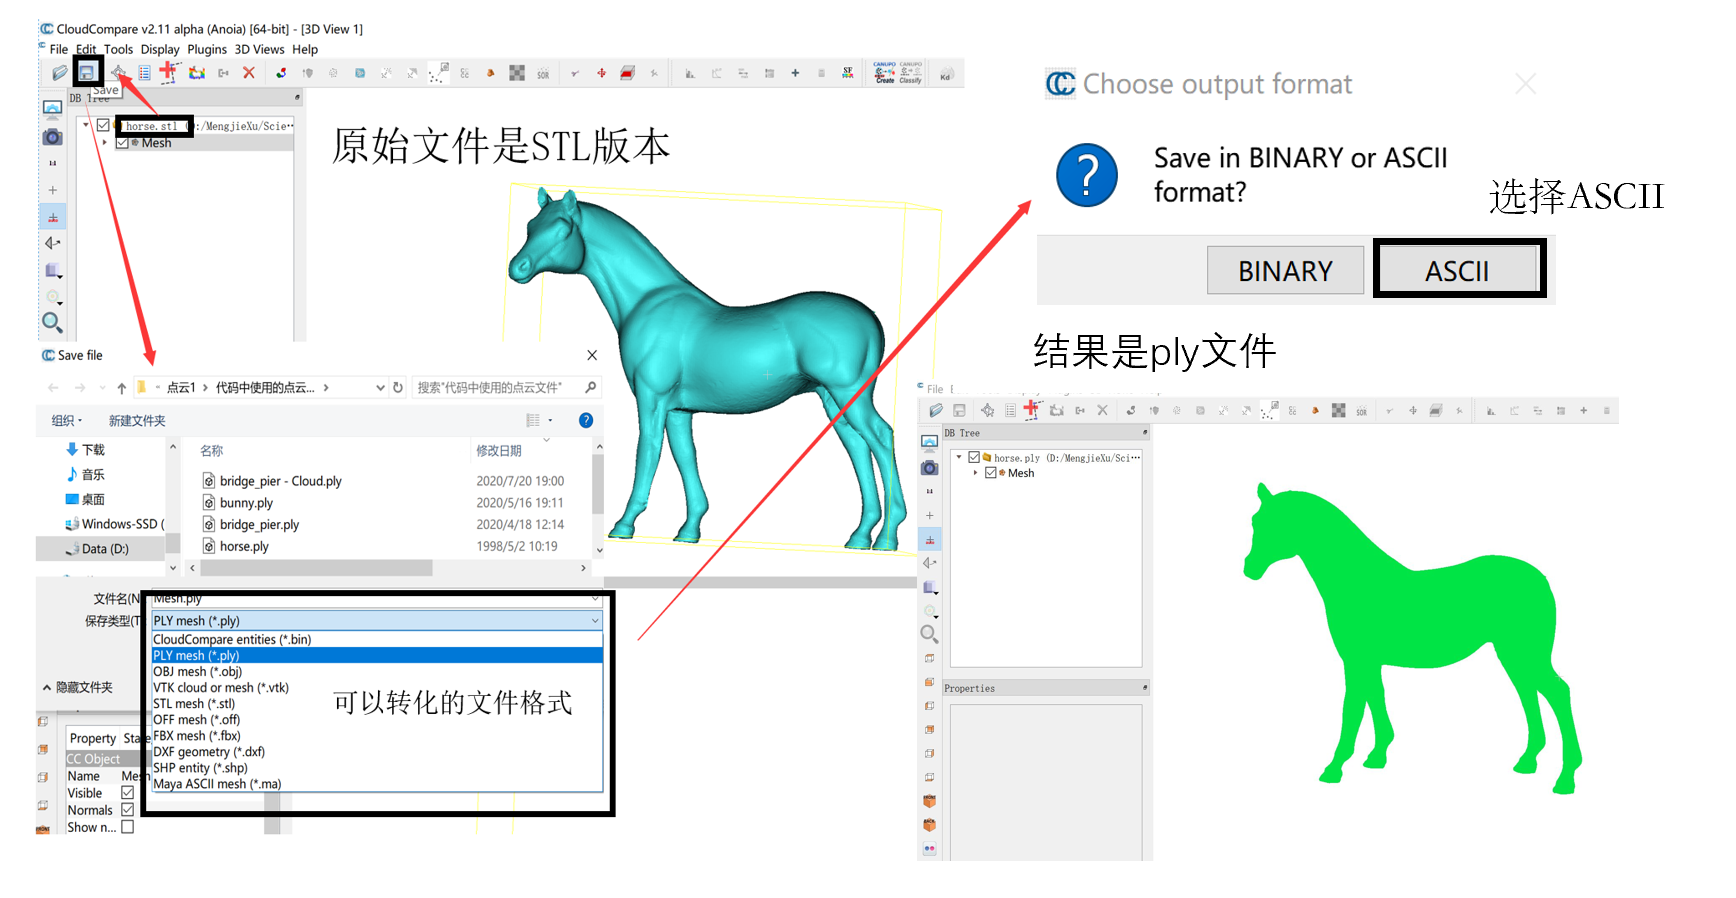 CloudCompare v2.11 alpha (Anoia) [64-bit] - [3D View 1]
File Edit Tools Display Plugins 3D Views Help
SOR
SF
CANUPO Create
CANUPO Classify
Kd
Save
DB Tree
horse.stl (D:/MengjieXu/Scie···
Mesh
原始文件是STL版本
Save file
点云1 › 代码中使用的点云... ›
搜索"代码中使用的点云文件"
组织
新建文件夹
下载
音乐
桌面
Windows-SSD (
Data (D:)
名称 修改日期
bridge_pier - Cloud.ply 2020/7/20 19:00
bunny.ply 2020/5/16 19:11
bridge_pier.ply 2020/4/18 12:14
horse.ply 1998/5/2 10:19
文件名(N Mesh.ply
保存类型(T PLY mesh (*.ply)
CloudCompare entities (*.bin)
PLY mesh (*.ply)
OBJ mesh (*.obj)
VTK cloud or mesh (*.vtk)
STL mesh (*.stl)
OFF mesh (*.off)
FBX mesh (*.fbx)
DXF geometry (*.dxf)
SHP entity (*.shp)
Maya ASCII mesh (*.ma)
可以转化的文件格式
隐藏文件夹
Property State
CC Object
Name Mesh
Visible
Normals
Show n...
Choose output format
Save in BINARY or ASCII
format?
选择ASCII
BINARY ASCII
结果是ply文件
File
SOR
DB Tree
horse.ply (D:/MengjieXu/Sci···
Mesh
Properties